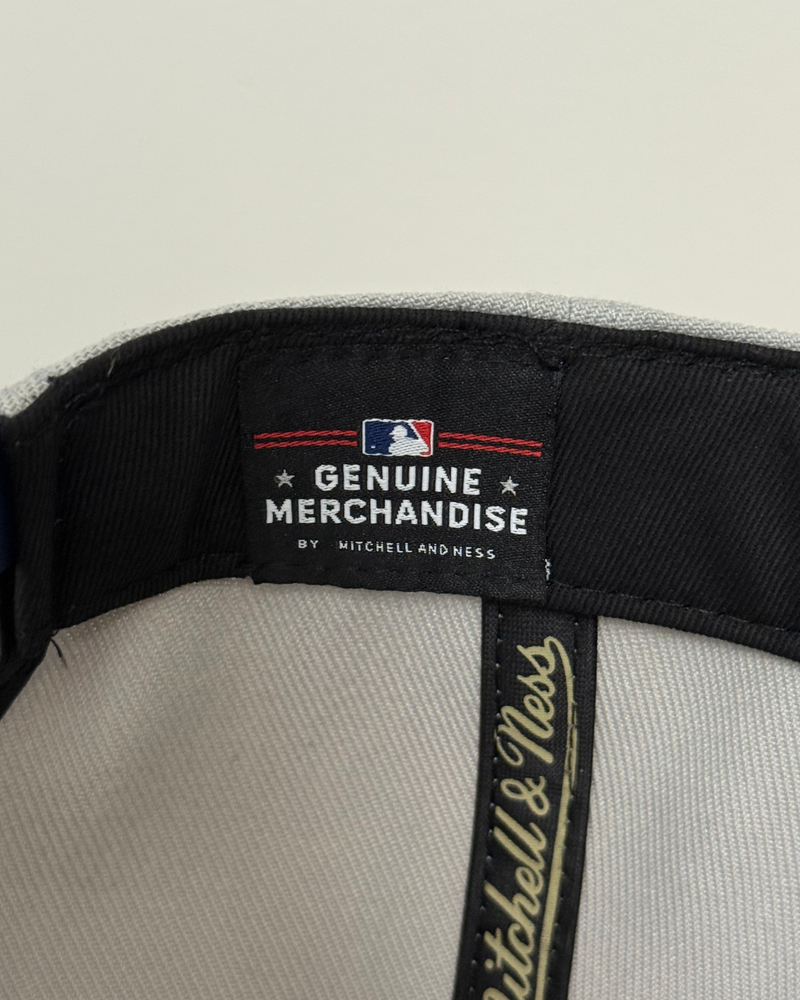 GENUINE
MERCHANDISE
BY MITCHELL AND NESS
Mitchell & Ness